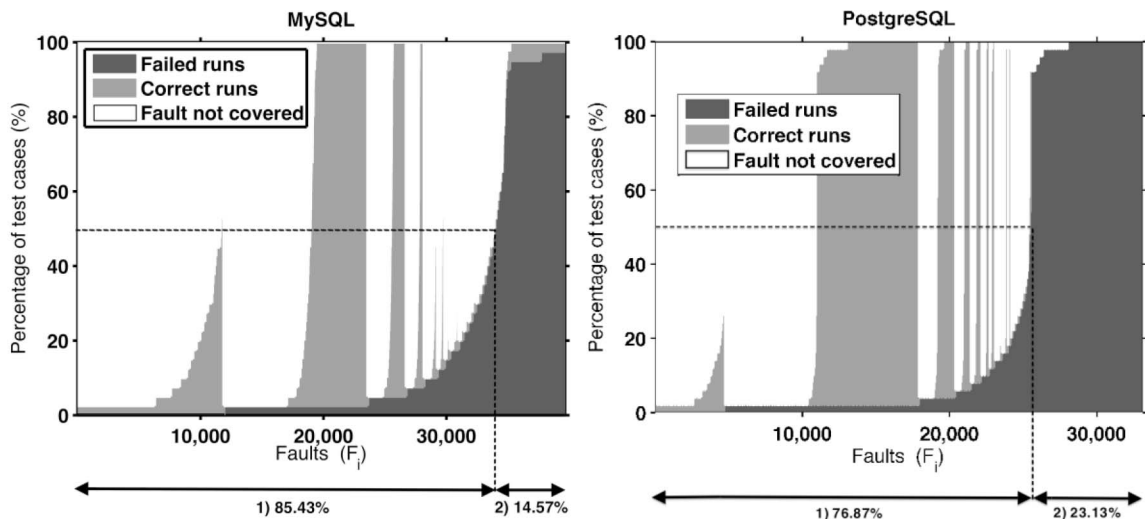 MySQL
100
80
60
40
20
0
Percentage of test cases (%)
Failed runs
Correct runs
Fault not covered
10,000
20,000
30,000
Faults (Fi)
1) 85.43%
2) 14.57%
PostgreSQL
100
80
60
40
20
0
Percentage of test cases (%)
Failed runs
Correct runs
Fault not covered
10,000
20,000
30,000
Faults (Fi)
1) 76.87%
2) 23.13%